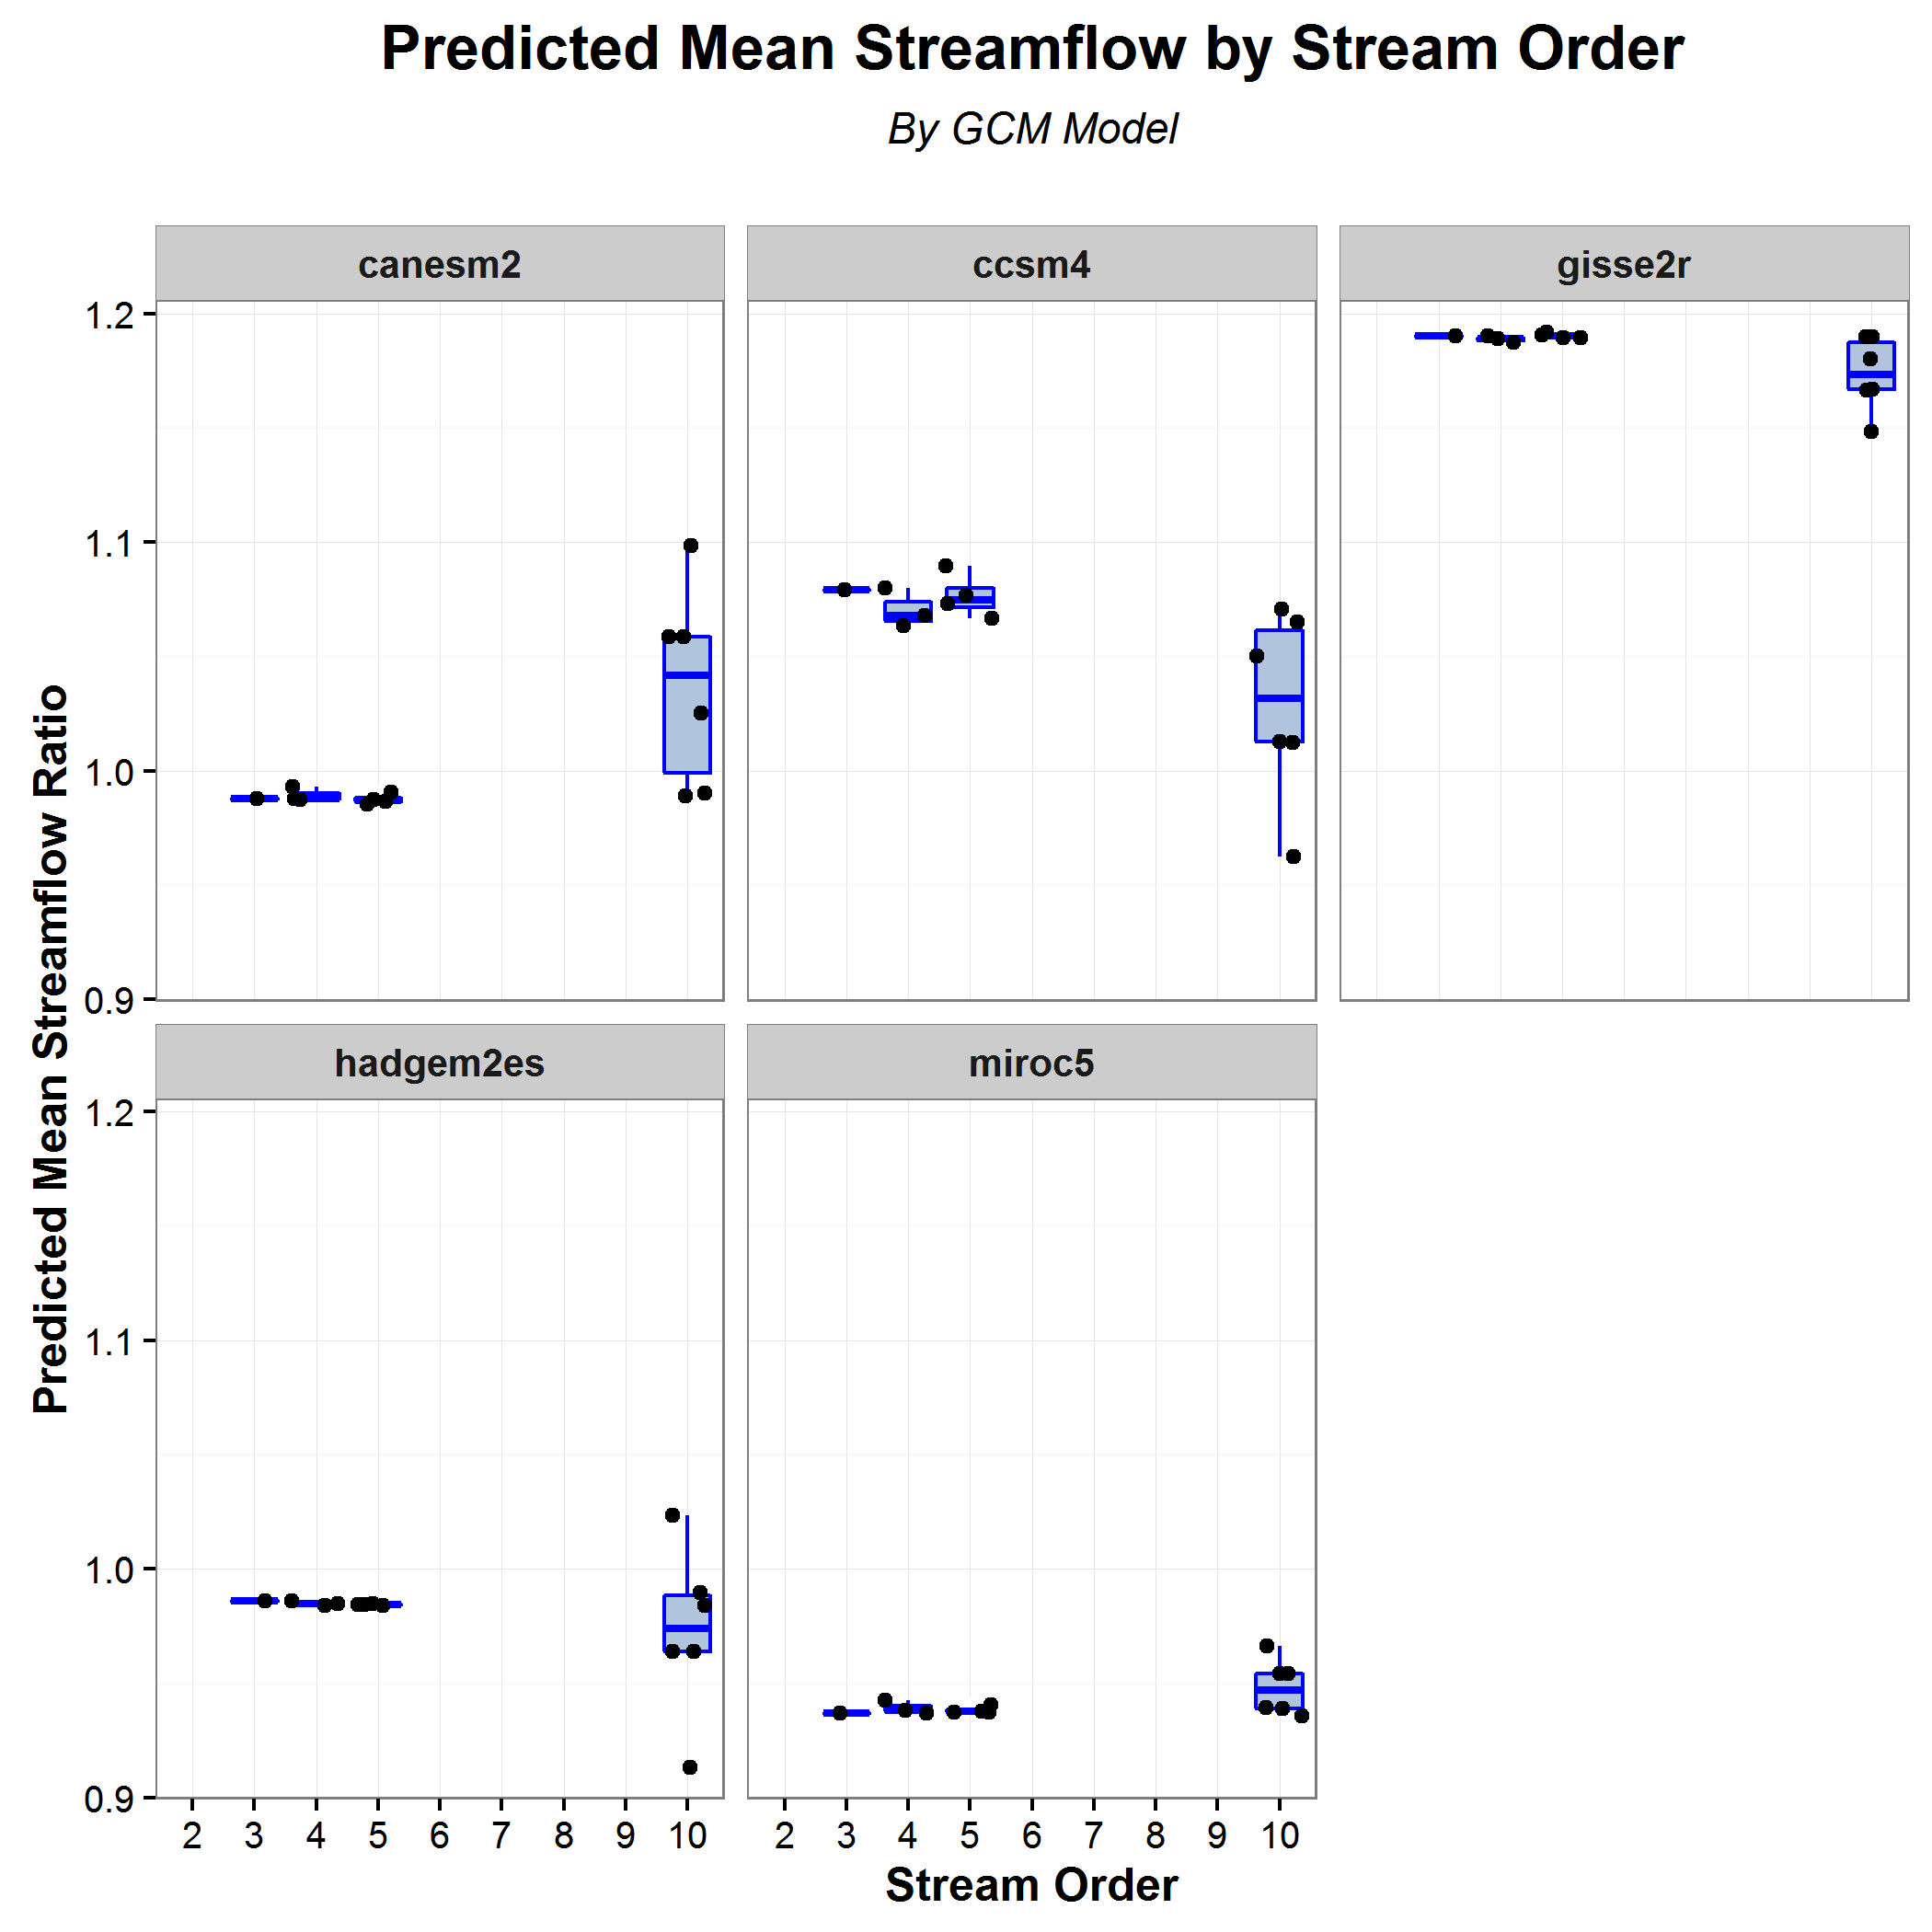 Predicted Mean Streamflow by Stream Order
By GCM Model
canesm2
ccsm4
gisse2r
1.2
1.1
1.0
0.9
hadgem2es
miroc5
1.2
1.1
1.0
0.9
Predicted Mean Streamflow Ratio
2 3 4 5 6 7 8 9 10
2 3 4 5 6 7 8 9 10
Stream Order